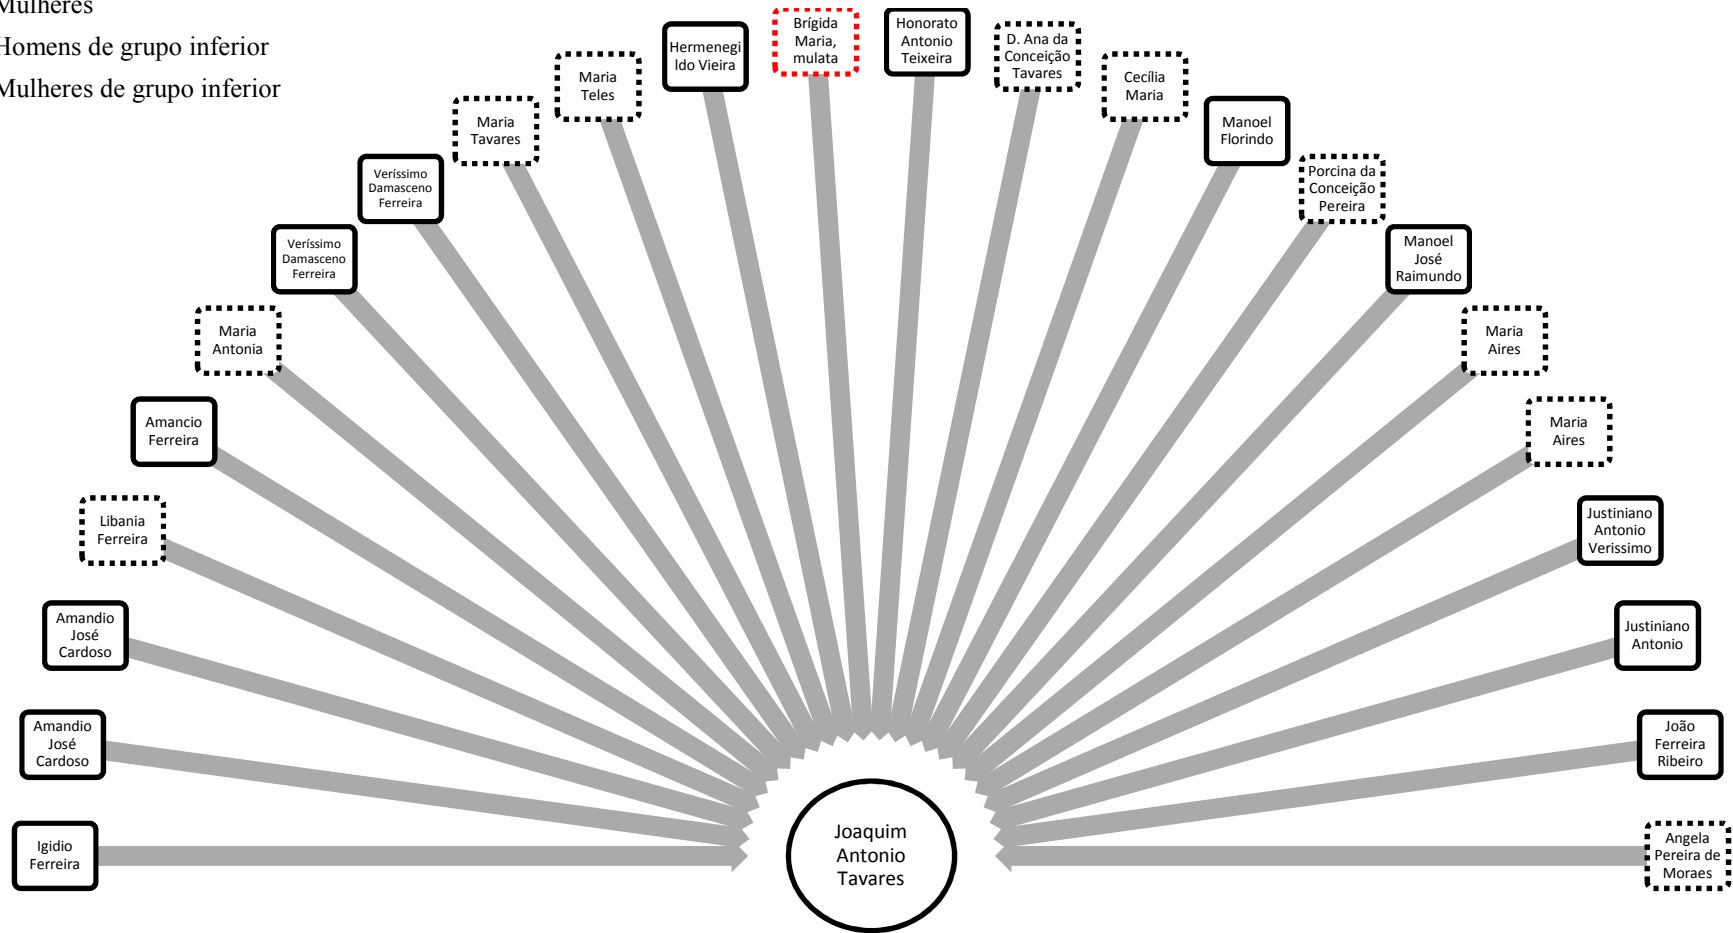 Mulheres
Homens de grupo inferior
Mulheres de grupo inferior
Igidio
Ferreira
Amandio
José
Cardoso
Amandio
José
Cardoso
Libania
Ferreira
Amancio
Ferreira
Maria
Antonia
Veríssimo
Damasceno
Ferreira
Veríssimo
Damasceno
Ferreira
Maria
Tavares
Maria
Teles
Hermenegi
ldo Vieira
Brígida
Maria,
mulata
Honorato
Antonio
Teixeira
D. Ana da
Conceição
Tavares
Cecília
Maria
Manoel
Florindo
Porcina da
Conceição
Pereira
Manoel
José
Raimundo
Maria
Aires
Maria
Aires
Justiniano
Antonio
Verissimo
Justiniano
Antonio
João
Ferreira
Ribeiro
Angela
Pereira de
Moraes
Joaquim
Antonio
Tavares